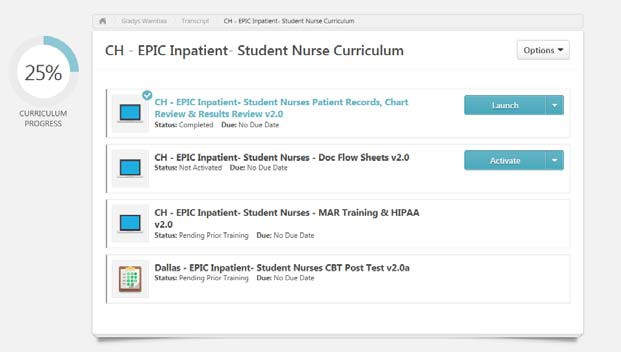 Gladys Wambaa Transcript CH - EPIC Inpatient- Student Nurse Curriculum
CH - EPIC Inpatient- Student Nurse Curriculum
Options
25%
CURRICULUM
PROGRESS
CH - EPIC Inpatient- Student Nurses Patient Records, Chart
Review & Results Review v2.0
Status: Completed Due: No Due Date
Launch
CH - EPIC Inpatient- Student Nurses - Doc Flow Sheets v2.0
Status: Not Activated Due: No Due Date
Activate
CH - EPIC Inpatient- Student Nurses - MAR Training & HIPAA
v2.0
Status: Pending Prior Training Due: No Due Date
Dallas - EPIC Inpatient- Student Nurses CBT Post Test v2.0a
Status: Pending Prior Training Due: No Due Date